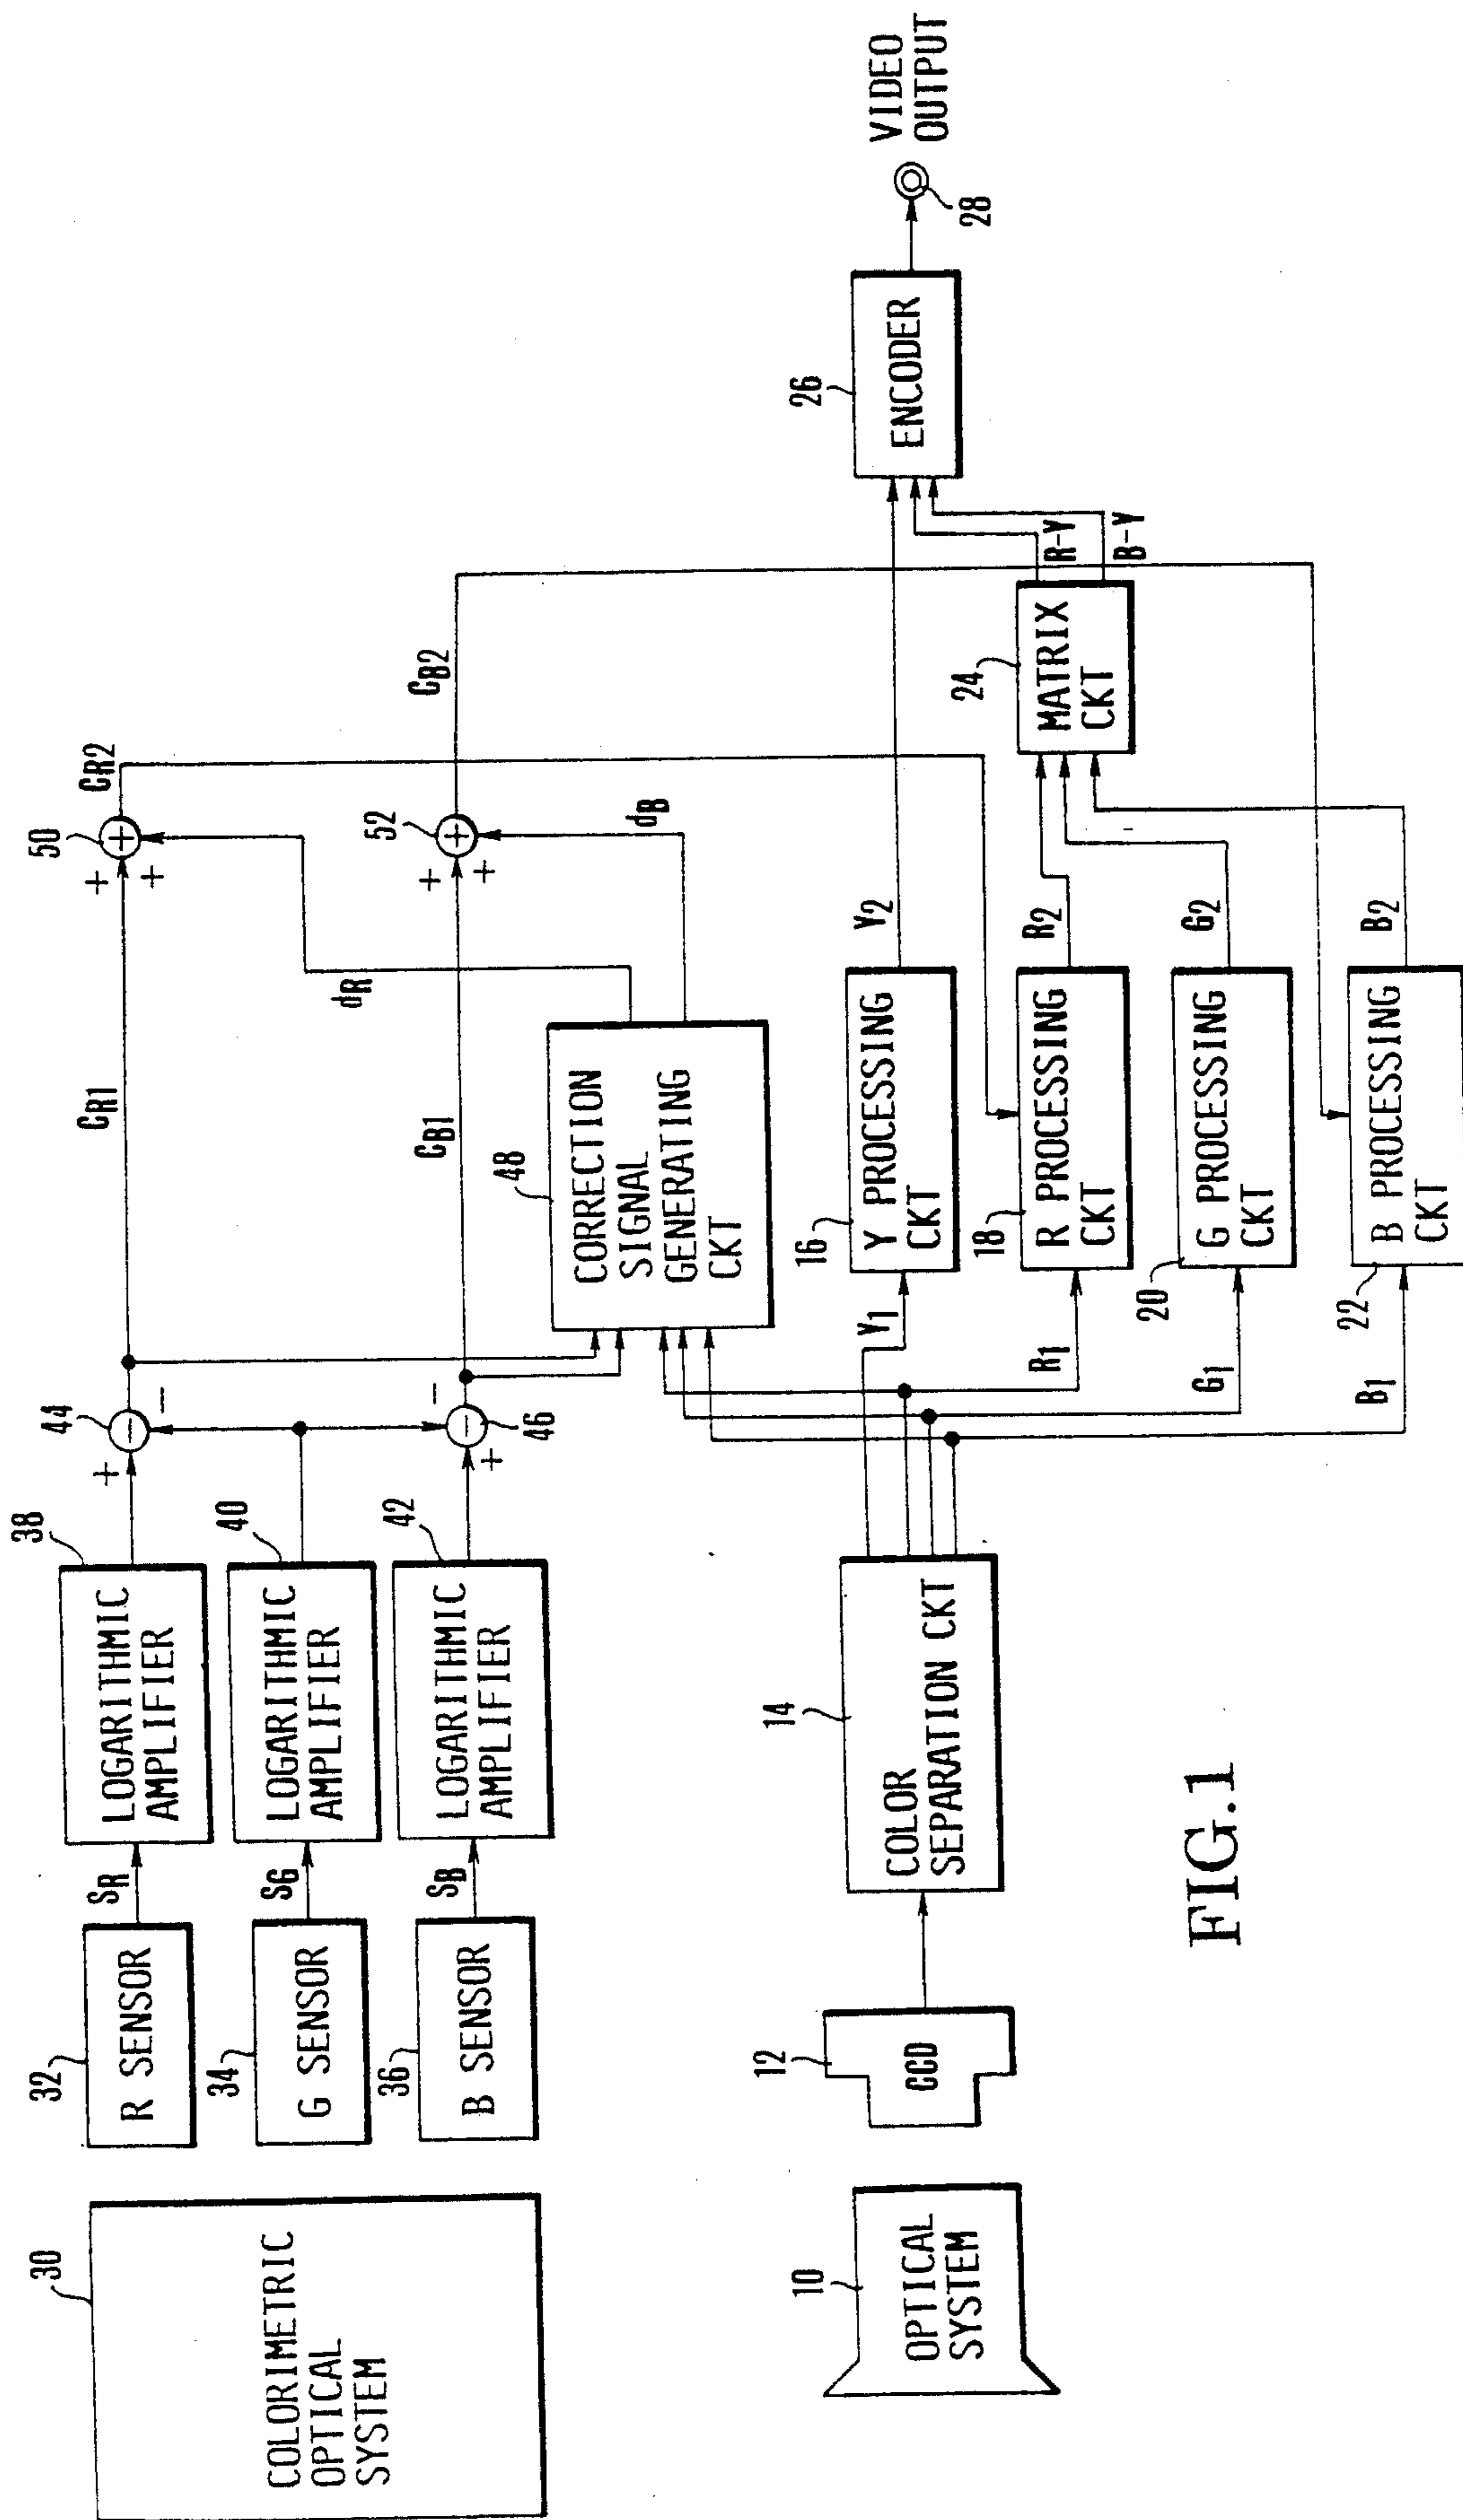 30
COLORIMETRIC
OPTICAL
SYSTEM
32
R SENSOR
34
G SENSOR
36
B SENSOR
SR
SG
SB
38
LOGARITHMIC
AMPLIFIER
40
LOGARITHMIC
AMPLIFIER
42
LOGARITHMIC
AMPLIFIER
44
+
−
−
46
+
−
−
CR1
CB1
48
CORRECTION
SIGNAL
GENERATING
CKT
dR
dB
50
+
+
+
52
+
+
+
CR2
CB2
10
OPTICAL
SYSTEM
12
CCD
14
COLOR
SEPARATION CKT
Y1
R1
G1
B1
16
Y PROCESSING
CKT
18
R PROCESSING
CKT
20
G PROCESSING
CKT
22
B PROCESSING
CKT
Y2
R2
G2
B2
24
MATRIX
CKT
R-Y
B-Y
26
ENCODER
28
VIDEO
OUTPUT
FIG.1